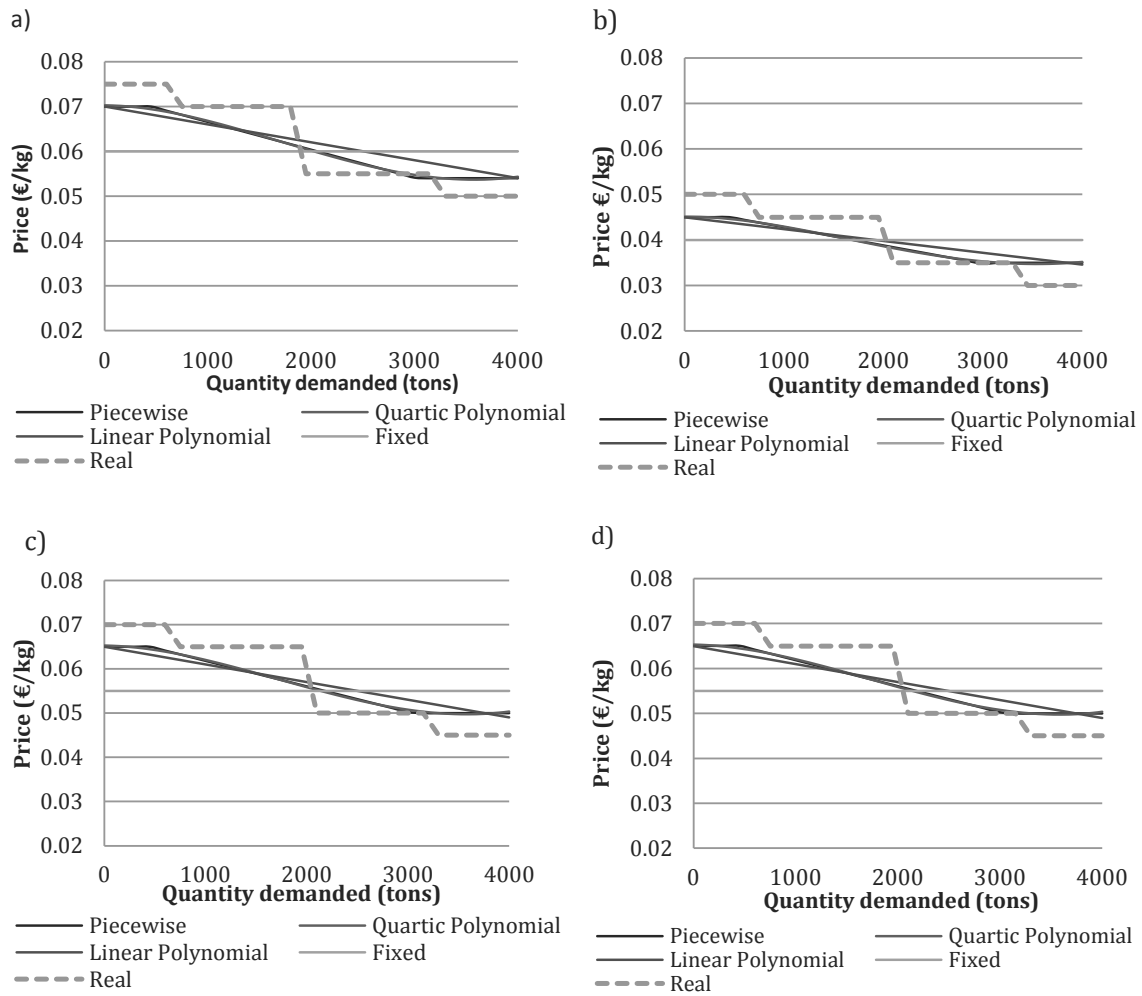 a)
0.08
0.07
0.06
0.05
0.04
0.03
0.02
Price (€/kg)
0 1000 2000 3000 4000
Quantity demanded (tons)
Piecewise Quartic Polynomial
Linear Polynomial Fixed
Real
b)
0.08
0.07
0.06
0.05
0.04
0.03
0.02
Price €/kg)
0 1000 2000 3000 4000
Quantity demanded (tons)
Piecewise Quartic Polynomial
Linear Polynomial Fixed
Real
c)
0.08
0.07
0.06
0.05
0.04
0.03
0.02
Price (€/kg)
0 1000 2000 3000 4000
Quantity demanded (tons)
Piecewise Quartic Polynomial
Linear Polynomial Fixed
Real
d)
0.08
0.07
0.06
0.05
0.04
0.03
0.02
Price (€/kg)
0 1000 2000 3000 4000
Quantity demanded (tons)
Piecewise Quartic Polynomial
Linear Polynomial Fixed
Real